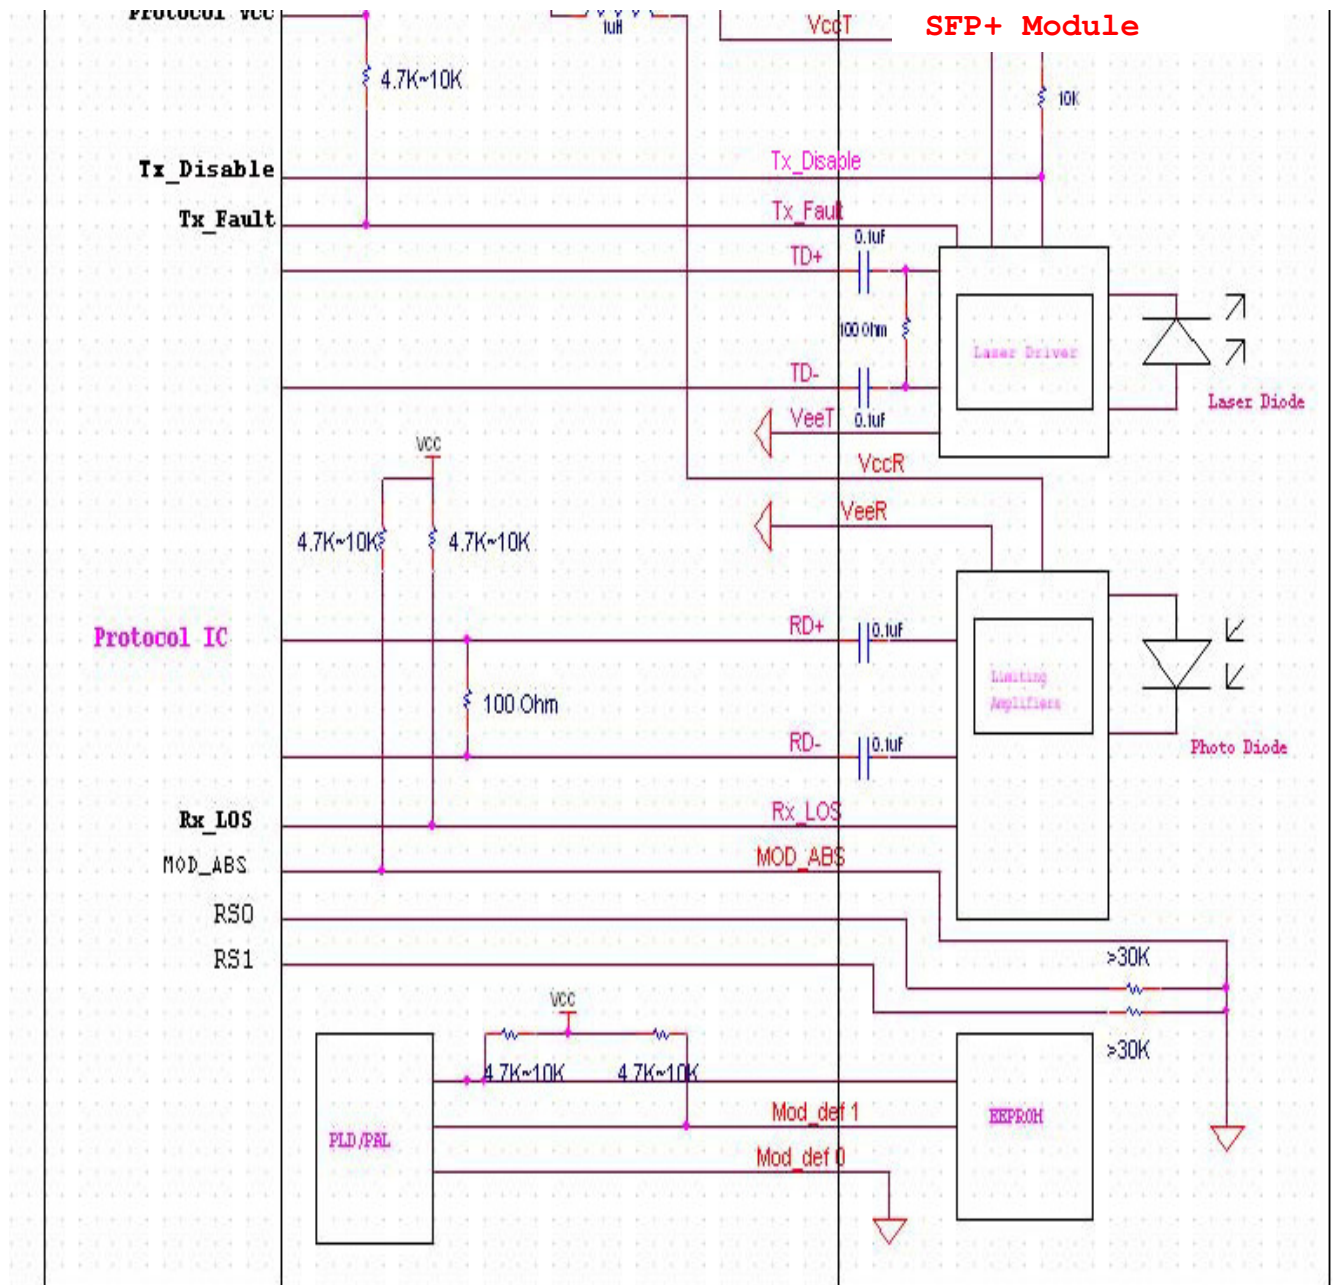 Protocol Vcc
1uH
VccT
SFP+ Module
4.7K~10K
10K
Tx_Disable
Tx_Disable
Tx_Fault
Tx_Fault
0.1uF
TD+
100 Ohm
Laser Driver
TD-
Laser Diode
VeeT
0.1uF
VCC
VccR
VeeR
4.7K~10K
4.7K~10K
Protocol IC
RD+
0.1uF
Limiting
Amplifiers
100 Ohm
RD-
0.1uF
Photo Diode
Rx_LOS
Rx_LOS
MOD_ABS
MOD_ABS
RS0
RS1
>30K
VCC
>30K
4.7K~10K
4.7K~10K
Mod_def 1
EEPROM
PLD/PAL
Mod_def 0